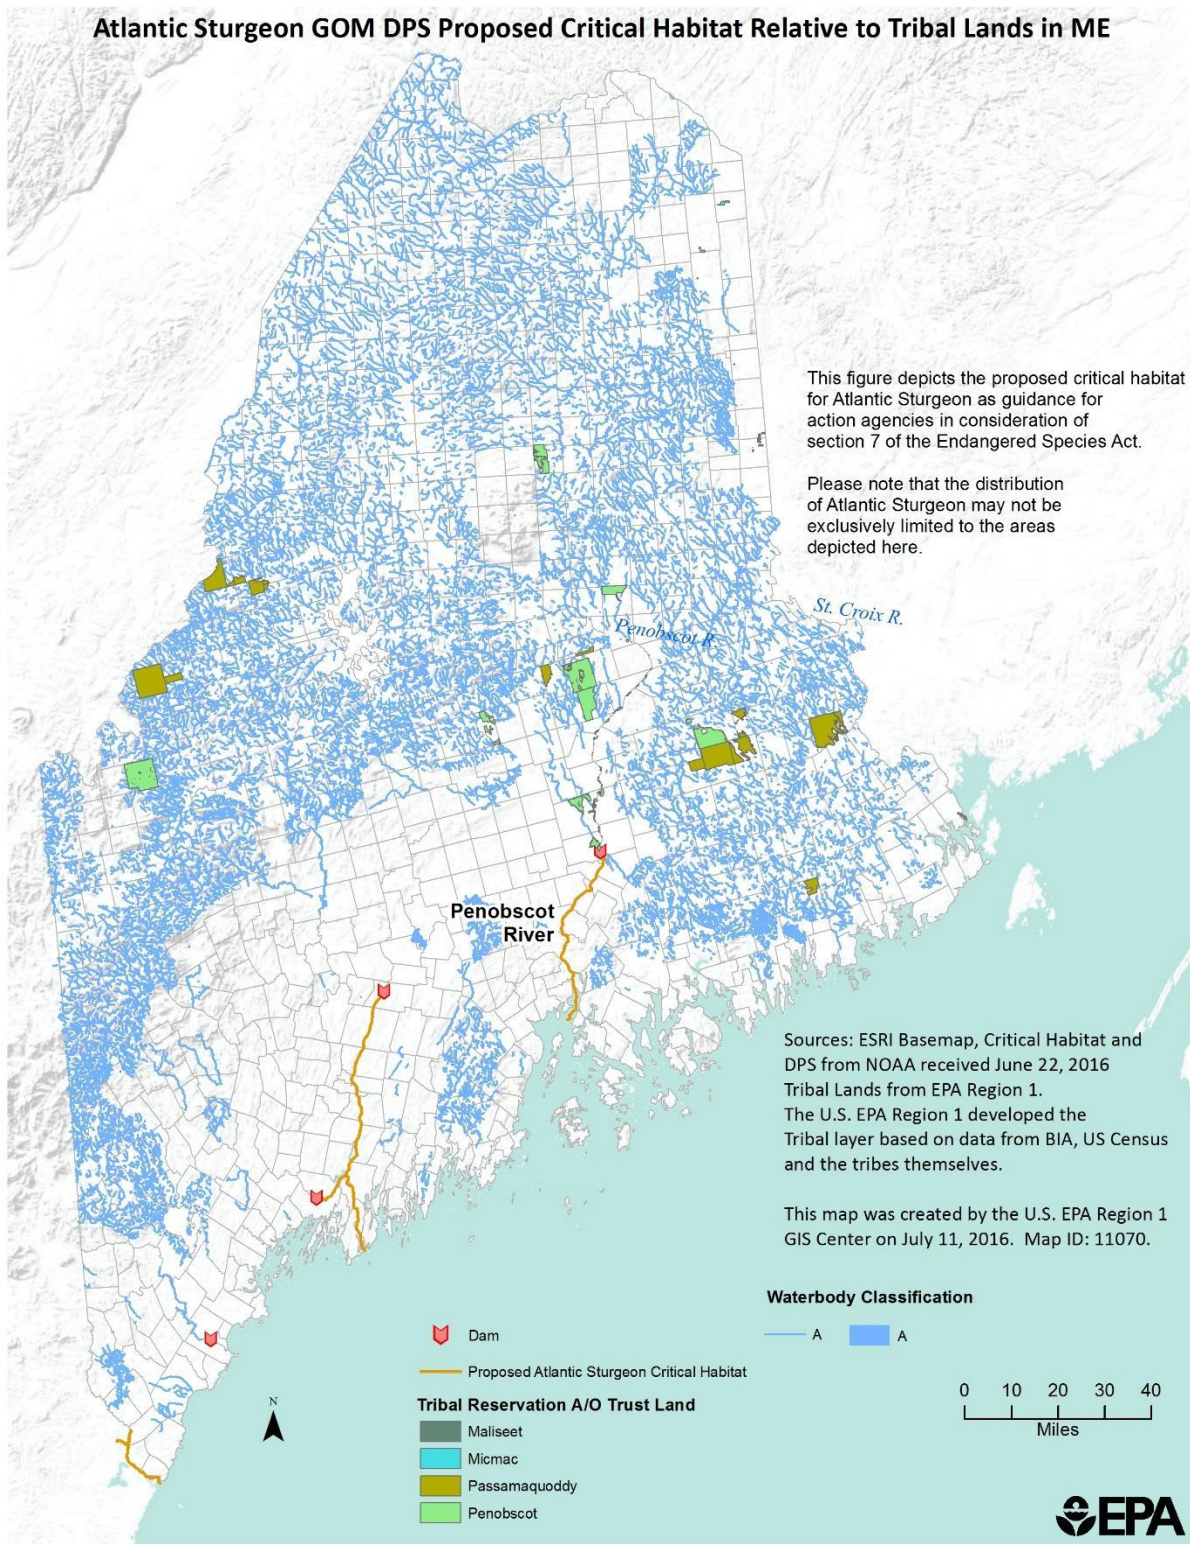 Atlantic Sturgeon GOM DPS Proposed Critical Habitat Relative to Tribal Lands in ME
This figure depicts the proposed critical habitat
for Atlantic Sturgeon as guidance for
action agencies in consideration of
section 7 of the Endangered Species Act.
Please note that the distribution
of Atlantic Sturgeon may not be
exclusively limited to the areas
depicted here.
St. Croix R.
Penobscot R.
Penobscot
River
Sources: ESRI Basemap, Critical Habitat and
DPS from NOAA received June 22, 2016
Tribal Lands from EPA Region 1.
The U.S. EPA Region 1 developed the
Tribal layer based on data from BIA, US Census
and the tribes themselves.
This map was created by the U.S. EPA Region 1
GIS Center on July 11, 2016. Map ID: 11070.
Waterbody Classification
A A
Dam
Proposed Atlantic Sturgeon Critical Habitat
Tribal Reservation A/O Trust Land
Maliseet
Micmac
Passamaquoddy
Penobscot
N
0 10 20 30 40
Miles
EPA